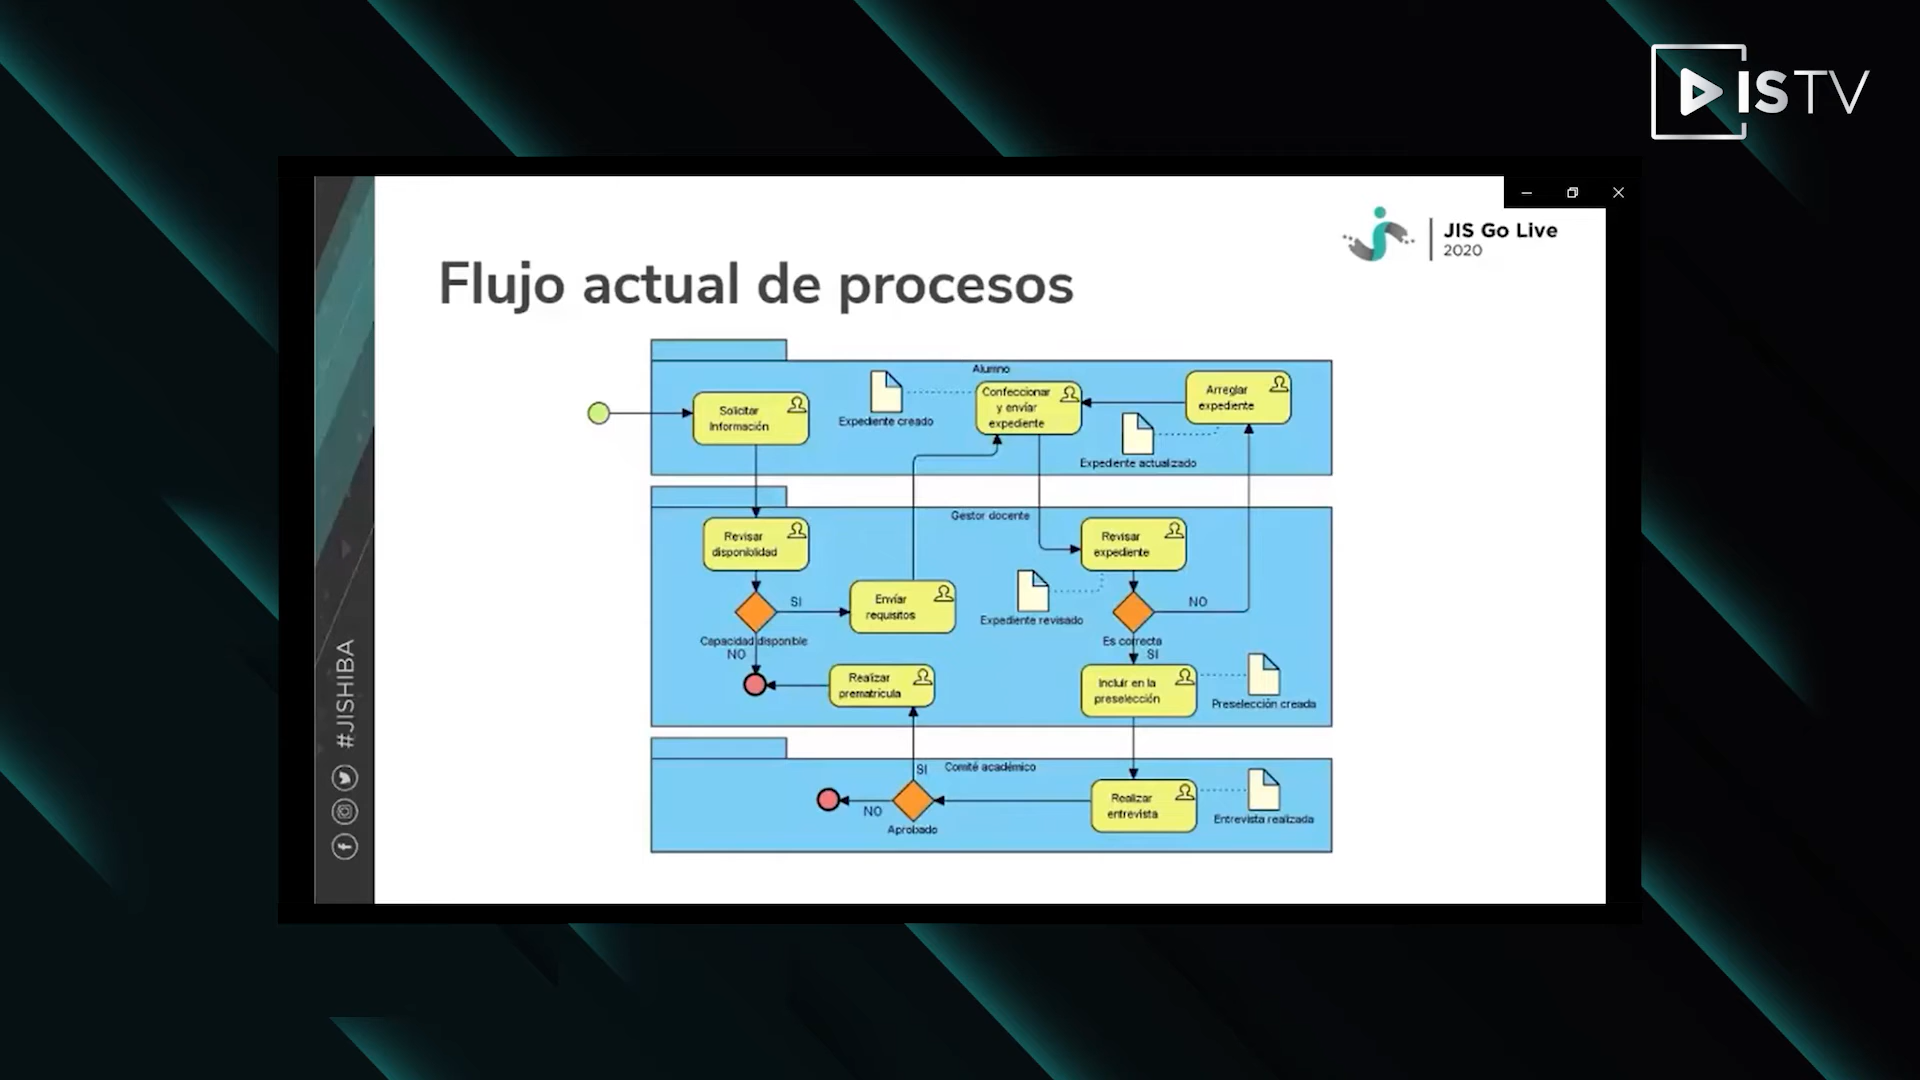 ISTV
JIS Go Live
2020
Flujo actual de procesos
Alumno
Solicitar
Información
Expediente creado
Confeccionar
y enviar
expediente
Arreglar
expediente
Expediente actualizado
Gestor docente
Revisar
disponiblidad
SI
Capacidad disponible
NO
Enviar
requisitos
Revisar
expediente
Expediente revisado
NO
Es correcta
SI
Realizar
prematrícula
Incluir en la
preselección
Preselección creada
Comité académico
SI
NO
Aprobado
Realizar
entrevista
Entrevista realizada
#JISHIBA